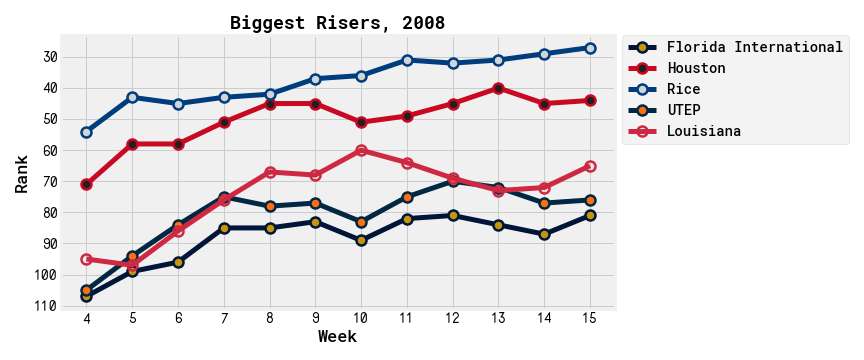 Biggest Risers, 2008
Florida International
Houston
Rice
UTEP
Louisiana
Rank
30
40
50
60
70
80
90
100
110
4 5 6 7 8 9 10 11 12 13 14 15
Week